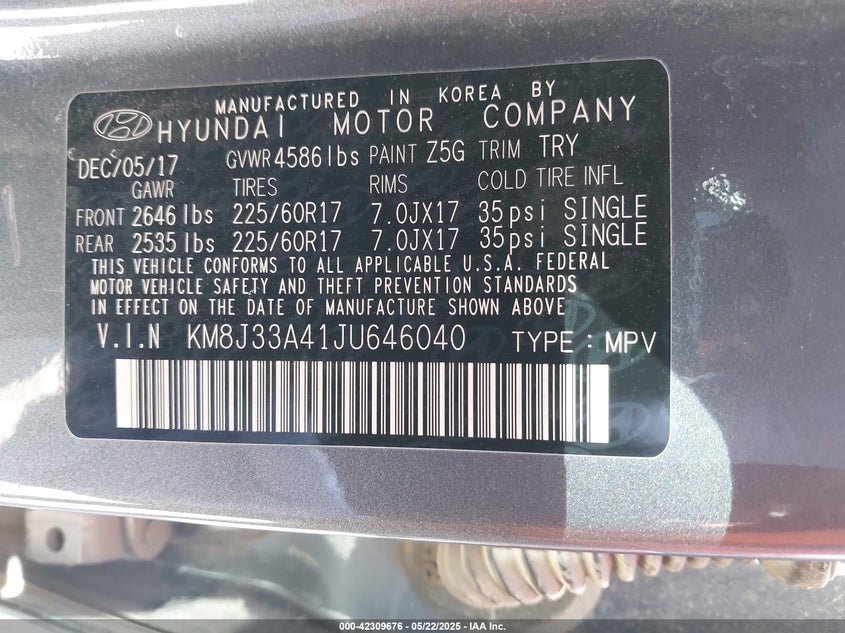 MANUFACTURED IN KOREA BY
HYUNDAI MOTOR COMPANY
DEC/05/17 GVWR 4586lbs PAINT Z5G TRIM TRY
GAWR TIRES RIMS COLD TIRE INFL
FRONT 2646 lbs 225/60R17 7.0JX17 35psi SINGLE
REAR 2535 lbs 225/60R17 7.0JX17 35psi SINGLE
THIS VEHICLE CONFORMS TO ALL APPLICABLE U.S.A. FEDERAL
MOTOR VEHICLE SAFETY AND THEFT PREVENTION STANDARDS
IN EFFECT ON THE DATE OF MANUFACTURE SHOWN ABOVE
V.I.N KM8J33A41JU646040 TYPE : MPV
000-42309676 - 05/22/2025 - IAA Inc.